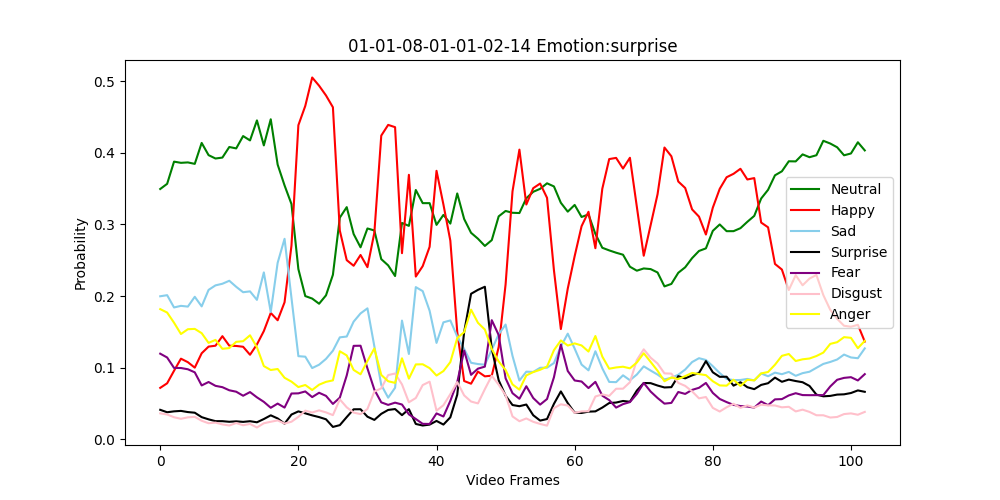 01-01-08-01-01-02-14 Emotion:surprise
Probability
0.5
0.4
0.3
0.2
0.1
0.0
0
20
40
60
80
100
Video Frames
Neutral
Happy
Sad
Surprise
Fear
Disgust
Anger